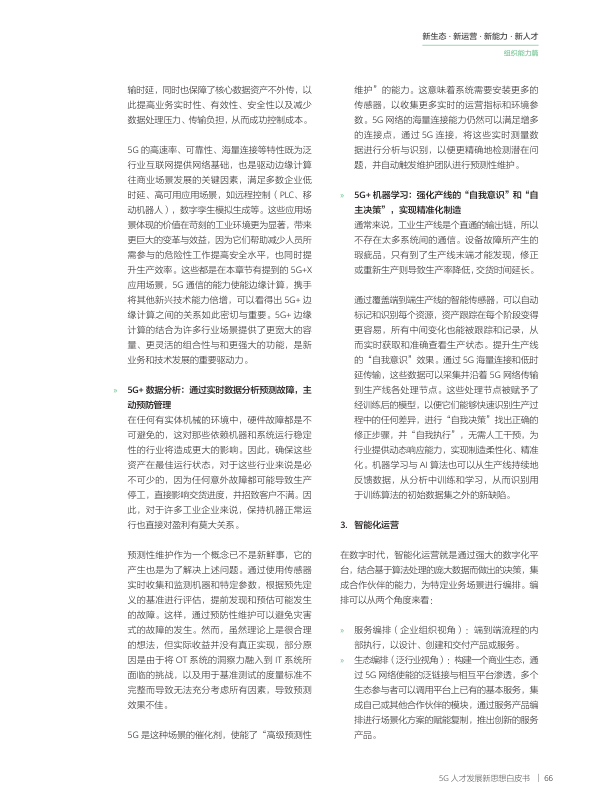 新生态 · 新运营 · 新能力 · 新人才
组织能力篇
输时延，同时也保障了核心数据资产不外传，以
此提高业务实时性、有效性、安全性以及减少
数据处理压力、传输负担，从而成功控制成本。
5G 的高速率、可靠性、海量连接等特性既为泛
行业互联网提供网络基础，也是驱动边缘计算
往商业场景发展的关键因素，满足多数企业低
时延、高可用应用场景，如远程控制（PLC、移
动机器人），数字孪生模拟生成等。这些应用场
景体现的价值在苛刻的工业环境更为显著，带来
更巨大的变革与效益，因为它们帮助减少人员所
需参与的危险性工作提高安全水平，也同时提
升生产效率。这些都是在本章节有提到的 5G+X
应用场景，5G 通信的能力使能边缘计算，携手
将其他新兴技术能力倍增，可以看得出 5G+ 边
缘计算之间的关系如此密切与重要。5G+ 边缘
计算的结合为许多行业场景提供了更宽大的容
量、更灵活的组合性与和更强大的功能，是新
业务和技术发展的重要驱动力。
» 5G+ 数据分析：通过实时数据分析预测故障，主
动预防管理
在任何有实体机械的环境中，硬件故障都是不
可避免的，这对那些依赖机器和系统运行稳定
性的行业将造成更大的影响。因此，确保这些
资产在最佳运行状态，对于这些行业来说是必
不可少的，因为任何意外故障都可能导致生产
停工，直接影响交货进度，并招致客户不满。因
此，对于许多工业企业来说，保持机器正常运
行也直接对盈利有莫大关系。
预测性维护作为一个概念已不是新鲜事，它的
产生也是为了解决上述问题。通过使用传感器
实时收集和监测机器和特定参数，根据预先定
义的基准进行评估，提前发现和预估可能发生
的故障。这样，通过预防性维护可以避免灾害
式的故障的发生。然而，虽然理论上是很合理
的想法，但实际收益并没有真正实现，部分原
因是由于将 OT 系统的洞察力融入到 IT 系统所
面临的挑战，以及用于基准测试的度量标准不
完整而导致无法充分考虑所有因素，导致预测
效果不佳。
5G 是这种场景的催化剂，使能了“高级预测性
维护”的能力。这意味着系统需要安装更多的
传感器，以收集更多实时的运营指标和环境参
数。5G 网络的海量连接能力仍然可以满足增多
的连接点，通过 5G 连接，将这些实时测量数
据进行分析与识别，以便更精确地检测潜在问
题，并自动触发维护团队进行预测性维护。
» 5G+ 机器学习：强化产线的“自我意识”和“自
主决策”，实现精准化制造
通常来说，工业生产线是个直通的输出链，所以
不存在太多系统间的通信。设备故障所产生的
瑕疵品，只有到了生产线末端才能发现，修正
或重新生产则导致生产率降低，交货时间延长。
通过覆盖端到端生产线的智能传感器，可以自动
标记和识别每个资源，资产跟踪在每个阶段变得
更容易，所有中间变化也能被跟踪和记录，从
而实时获取和准确查看生产状态。提升生产线
的“自我意识”效果。通过 5G 海量连接和低时
延传输，这些数据可以采集并沿着 5G 网络传输
到生产线各处理节点。这些处理节点被赋予了
经训练后的模型，以便它们能够快速识别生产过
程中的任何差异，进行“自我决策”找出正确的
修正步骤，并“自我执行”，无需人工干预，为
行业提供动态响应能力，实现制造柔性化、精准
化。机器学习与 AI 算法也可以从生产线持续地
反馈数据，从分析中训练和学习，从而识别用
于训练算法的初始数据集之外的新缺陷。
3. 智能化运营
在数字时代，智能化运营就是通过强大的数字化平
台，结合基于算法处理的庞大数据而做出的决策，集
成合作伙伴的能力，为特定业务场景进行编排。编
排可以从两个角度来看：
» 服务编排（企业组织视角）：端到端流程的内
部执行，以设计、创建和交付产品或服务。
» 生态编排（泛行业视角）：构建一个商业生态，通
过 5G 网络使能的泛链接与相互平台渗透，多个
生态参与者可以调用平台上已有的基本服务，集
成自己或其他合作伙伴的模块，通过服务产品编
排进行场景化方案的赋能复制，推出创新的服务
产品。
5G 人才发展新思想白皮书 | 66